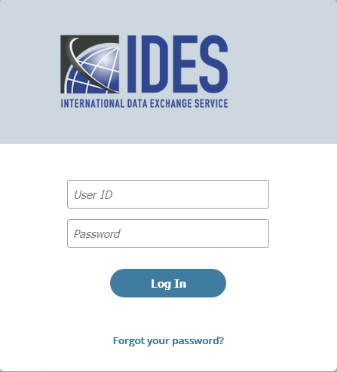 IDES
INTERNATIONAL DATA EXCHANGE SERVICE
User ID
Password
Log In
Forgot your password?